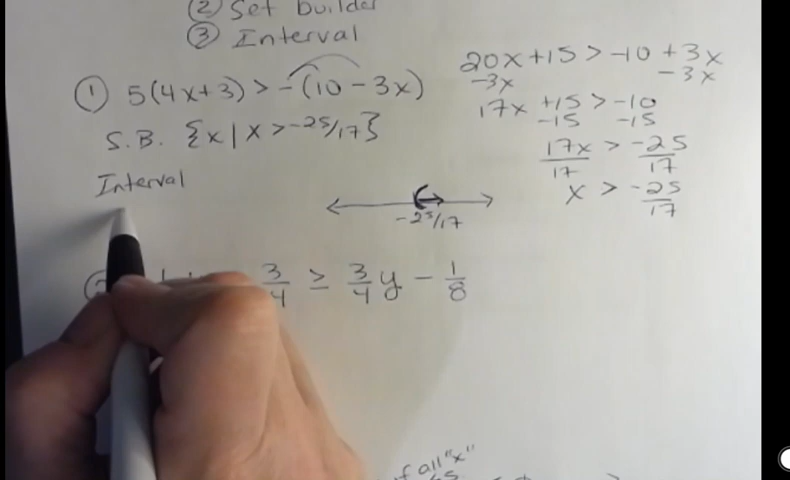 ② Set builder
③ Interval
① 5(4x+3) > -(10-3x)
S.B. {x | x > -25/17}
Interval
-25/17
20x+15 > -10+3x
-3x -3x
17x +15 > -10
-15 -15
17x > -25
17 17
x > -25/17
3/4 ≥ 3/4 y - 1/8
all "x"